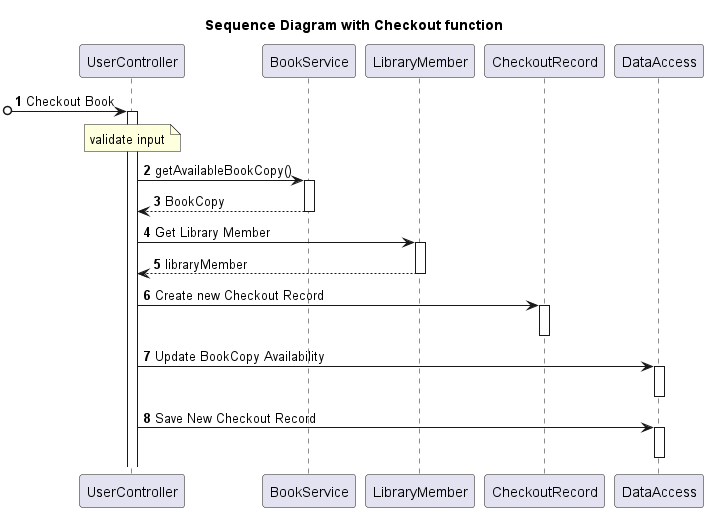 Sequence Diagram with Checkout function
UserController BookService LibraryMember CheckoutRecord DataAccess
1 Checkout Book
validate input
2 getAvailableBookCopy()
3 BookCopy
4 Get Library Member
5 libraryMember
6 Create new Checkout Record
7 Update BookCopy Availability
8 Save New Checkout Record
UserController BookService LibraryMember CheckoutRecord DataAccess